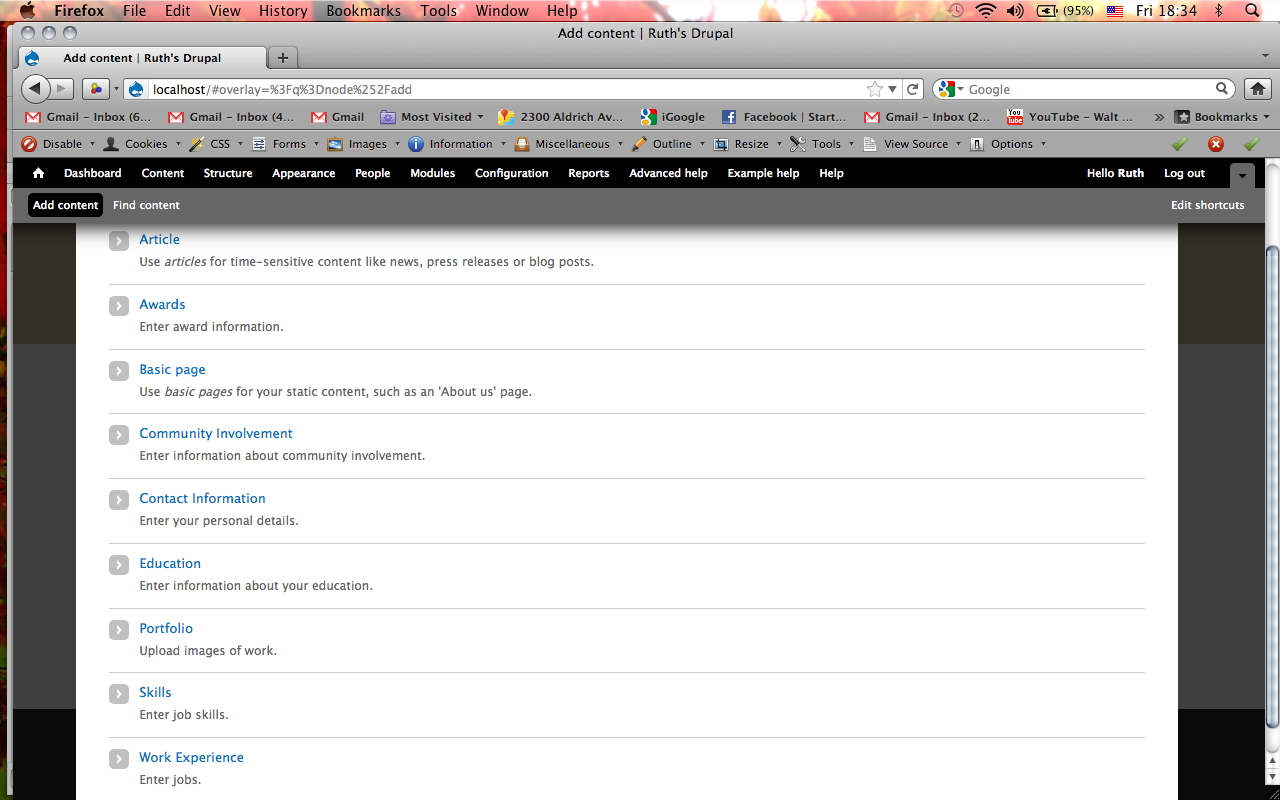 Firefox File Edit View History Bookmarks Tools Window Help (95%) Fri 18:34
Add content | Ruth's Drupal
Add content | Ruth's Drupal
localhost/#overlay=%3Fq%3Dnode%252Fadd Google
Gmail – Inbox (6... Gmail – Inbox (4... Gmail Most Visited 2300 Aldrich Av... iGoogle Facebook | Start... Gmail – Inbox (2... YouTube – Walt ... » Bookmarks
Disable Cookies CSS Forms Images Information Miscellaneous Outline Resize Tools View Source Options
Dashboard Content Structure Appearance People Modules Configuration Reports Advanced help Example help Help Hello Ruth Log out
Add content Find content Edit shortcuts
Article
Use articles for time-sensitive content like news, press releases or blog posts.
Awards
Enter award information.
Basic page
Use basic pages for your static content, such as an 'About us' page.
Community Involvement
Enter information about community involvement.
Contact Information
Enter your personal details.
Education
Enter information about your education.
Portfolio
Upload images of work.
Skills
Enter job skills.
Work Experience
Enter jobs.